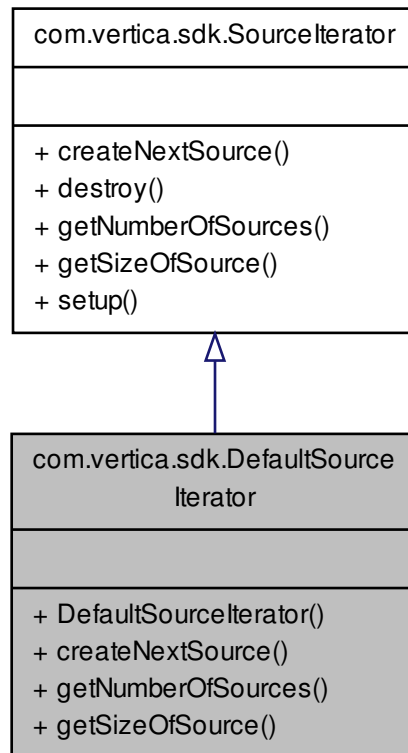 com.vertica.sdk.SourceIterator
+ createNextSource()
+ destroy()
+ getNumberOfSources()
+ getSizeOfSource()
+ setup()
com.vertica.sdk.DefaultSource
Iterator
+ DefaultSourceIterator()
+ createNextSource()
+ getNumberOfSources()
+ getSizeOfSource()